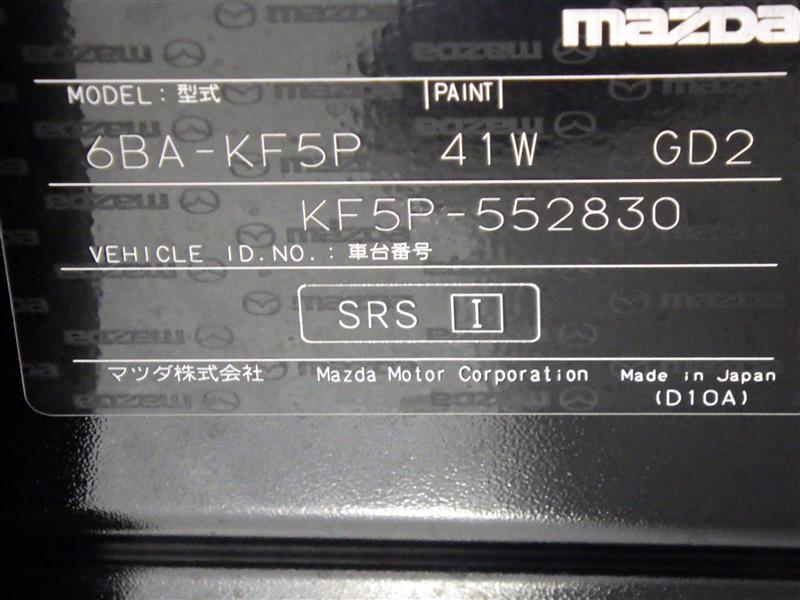 mazda
MODEL : 型式 PAINT
6BA-KF5P 41W GD2
KF5P-552830
VEHICLE ID.NO. : 車台番号
SRS I
マツダ株式会社 Mazda Motor Corporation Made in Japan
(D10A)